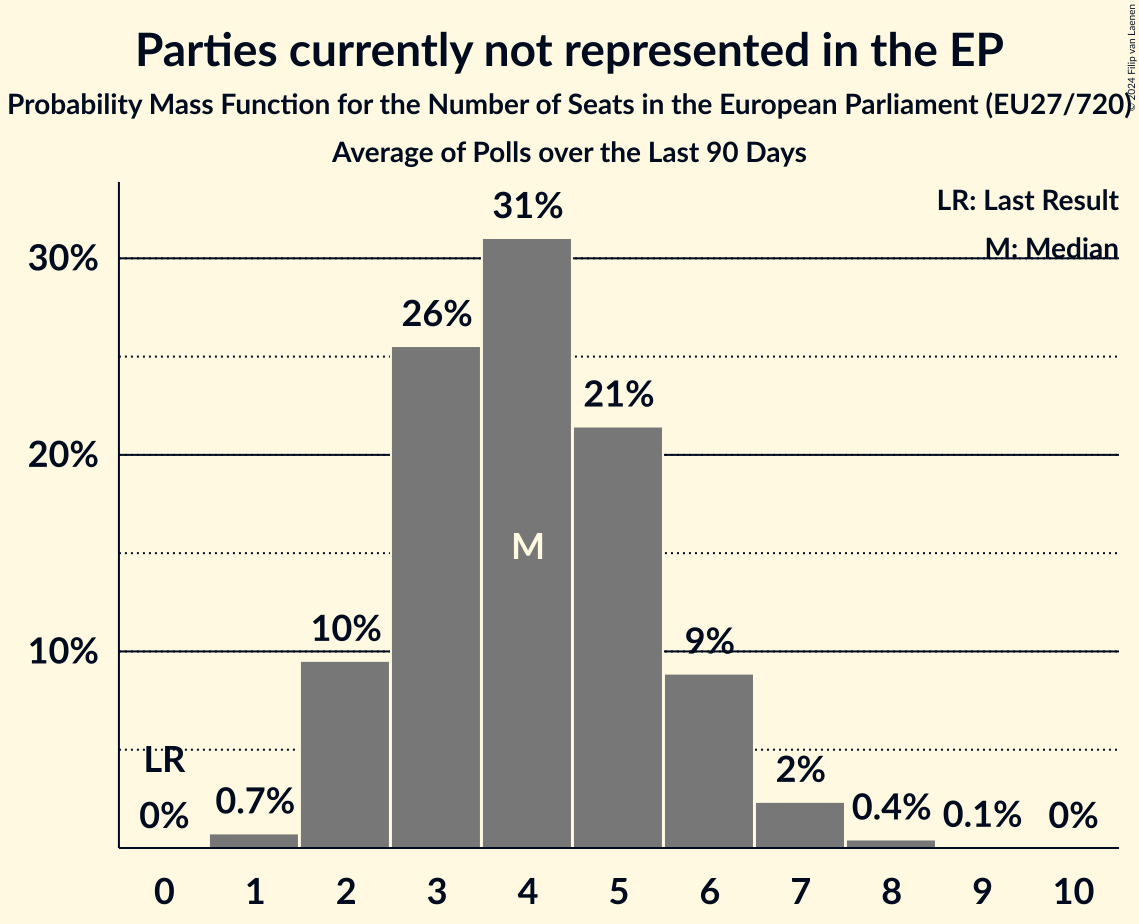 Parties currently not represented in the EP
Probability Mass Function for the Number of Seats in the European Parliament (EU27/720)
Average of Polls over the Last 90 Days
© 2024 Filip van Laenen
LR: Last Result
M: Median
30%
20%
10%
LR
0%
0.7%
10%
26%
31%
M
21%
9%
2%
0.4%
0.1%
0%
0 1 2 3 4 5 6 7 8 9 10